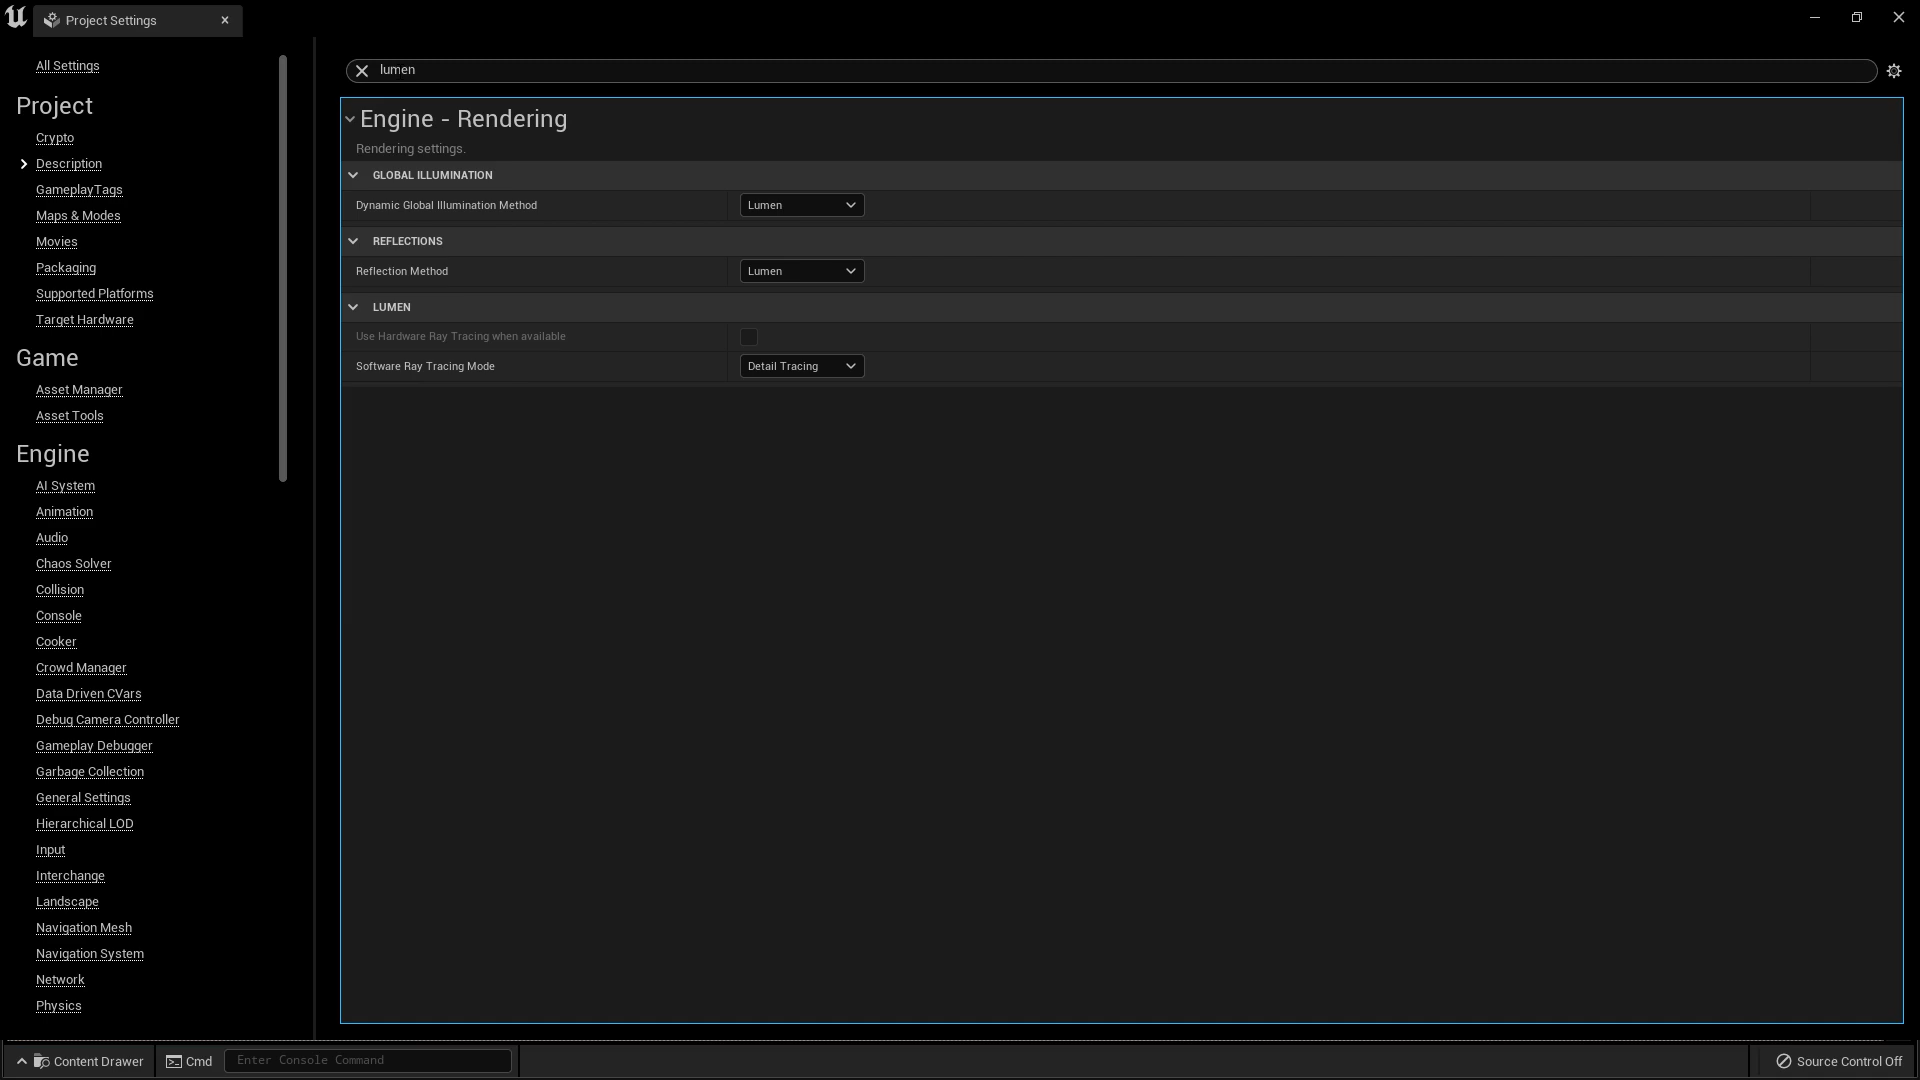 Project Settings
All Settings
Project
Crypto
Description
GameplayTags
Maps & Modes
Movies
Packaging
Supported Platforms
Target Hardware
Game
Asset Manager
Asset Tools
Engine
AI System
Animation
Audio
Chaos Solver
Collision
Console
Cooker
Crowd Manager
Data Driven CVars
Debug Camera Controller
Gameplay Debugger
Garbage Collection
General Settings
Hierarchical LOD
Input
Interchange
Landscape
Navigation Mesh
Navigation System
Network
Physics
lumen
Engine - Rendering
Rendering settings.
GLOBAL ILLUMINATION
Dynamic Global Illumination Method Lumen
REFLECTIONS
Reflection Method Lumen
LUMEN
Use Hardware Ray Tracing when available
Software Ray Tracing Mode Detail Tracing
Content Drawer Cmd Enter Console Command Source Control Off